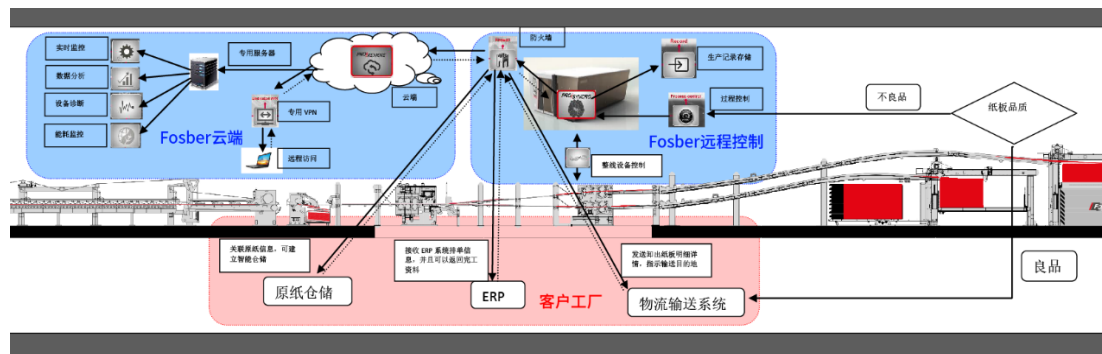 实时监控
数据分析
设备诊断
能耗监控
专用服务器
云端
专用 VPN
远程访问
Fosber云端
防火墙
生产记录存储
过程控制
整线设备控制
Fosber远程控制
不良品
纸板品质
良品
关联原纸信息，可建
立智能仓储
原纸仓储
接收 ERP 系统排单信
息，并且可以返回完工
资料
ERP
客户工厂
发送卸出纸板明细详
情，指示输送目的地
物流输送系统